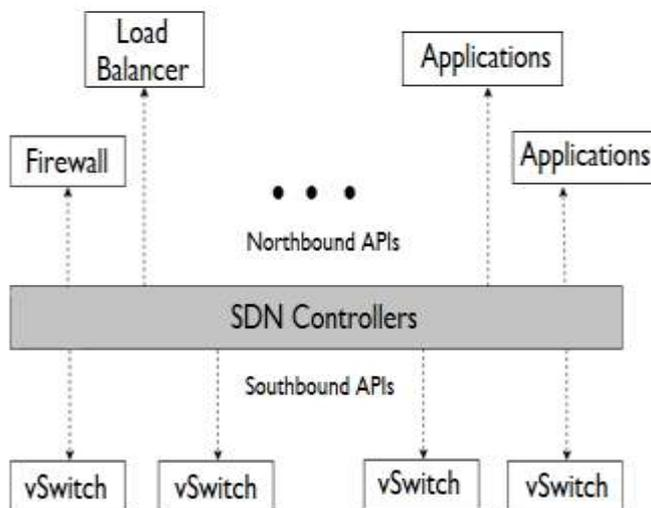 Load
Balancer
Applications
Firewall
Applications
Northbound APIs
SDN Controllers
Southbound APIs
vSwitch
vSwitch
vSwitch
vSwitch